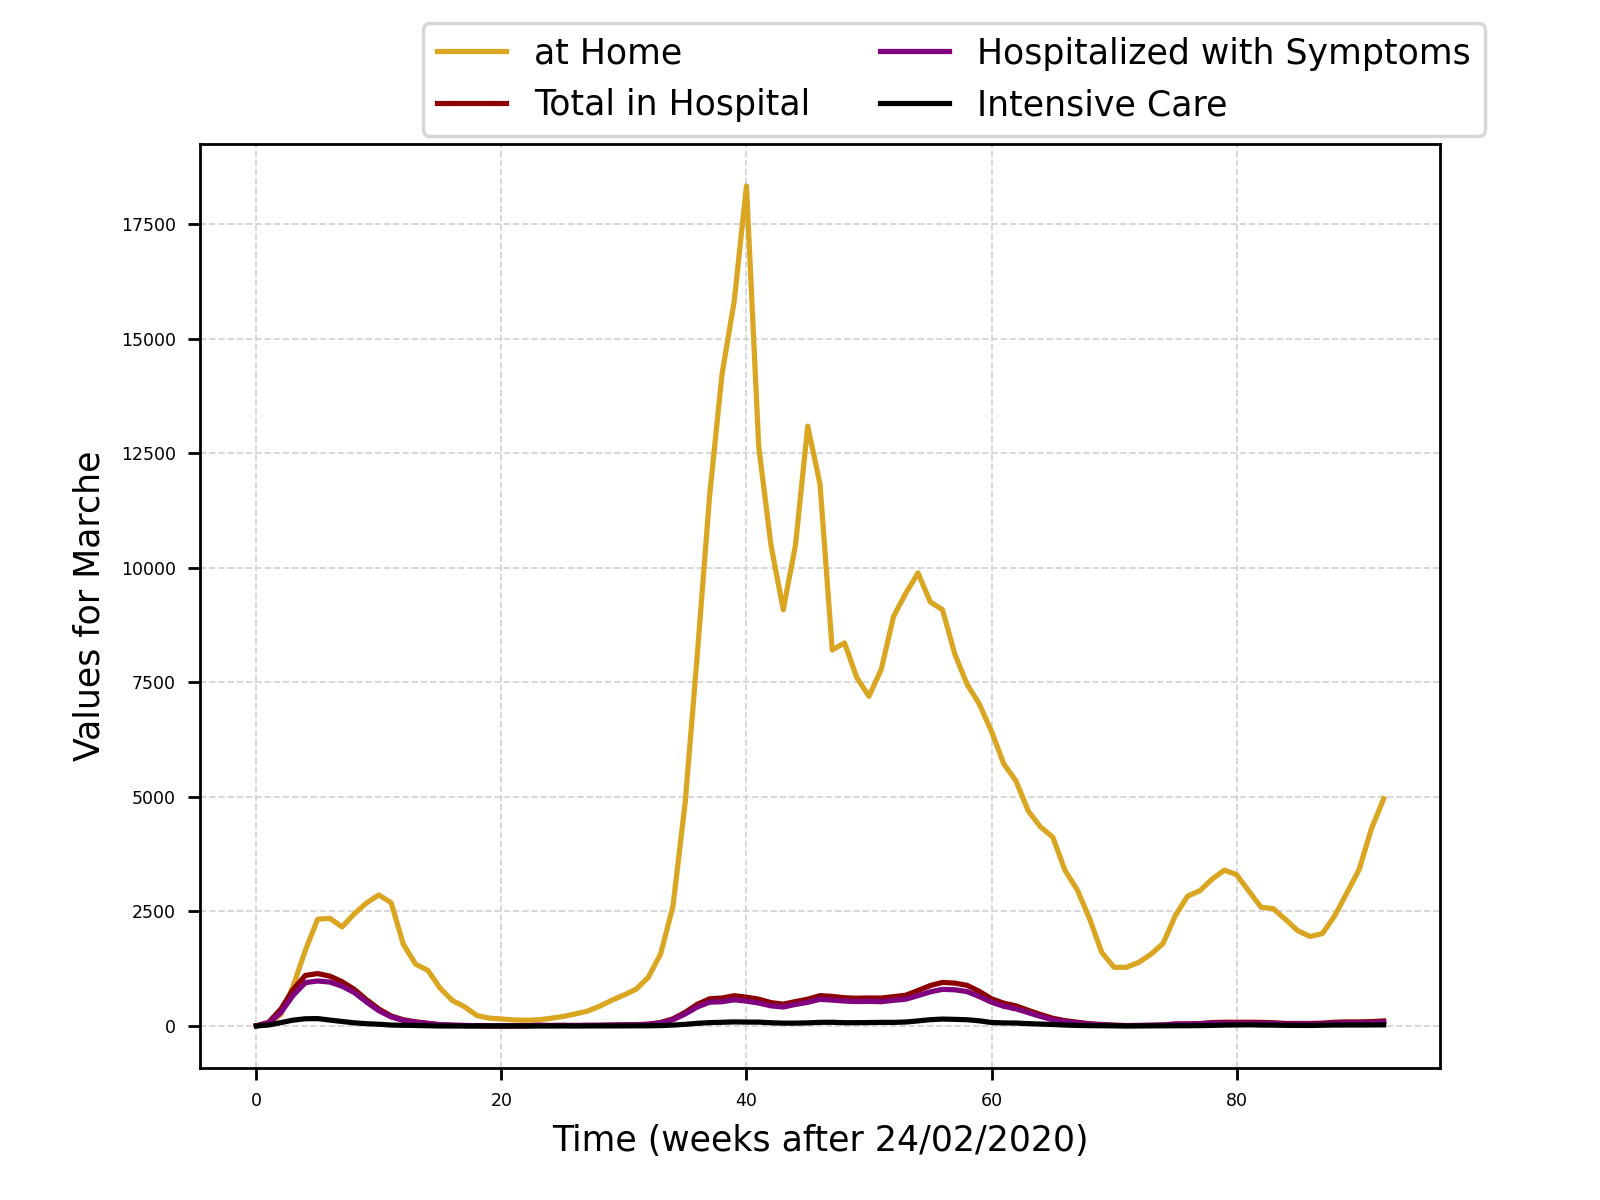 at Home
Total in Hospital
Hospitalized with Symptoms
Intensive Care
Values for Marche
17500
15000
12500
10000
7500
5000
2500
0
0 20 40 60 80
Time (weeks after 24/02/2020)